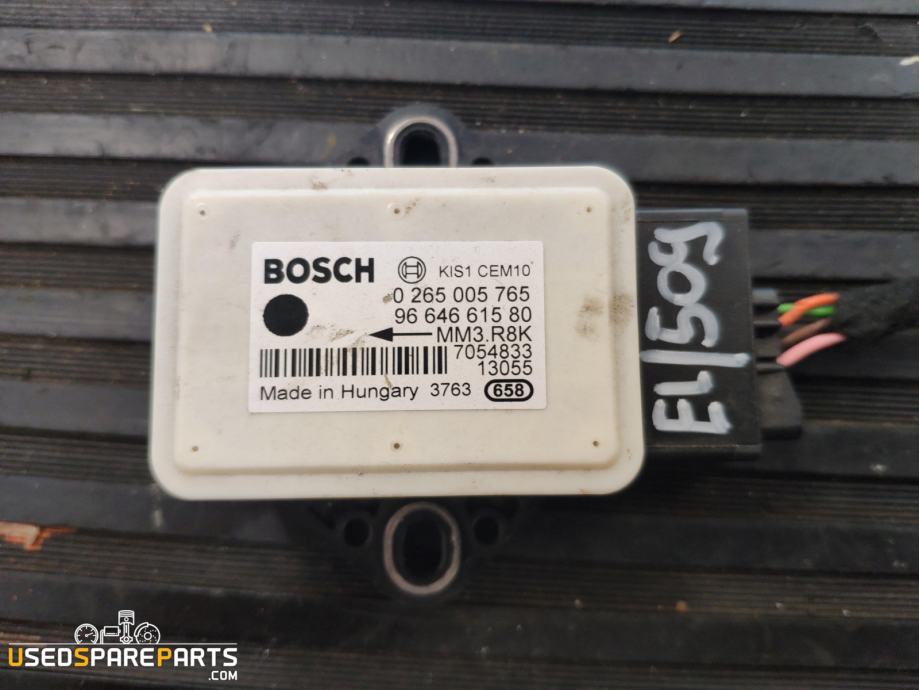 BOSCH KIS1 CEM10
0 265 005 765
96 646 615 80
MM3.R8K
7054833
13055
Made in Hungary 3763 658
EL/509
USEDSPAREPARTS
.COM